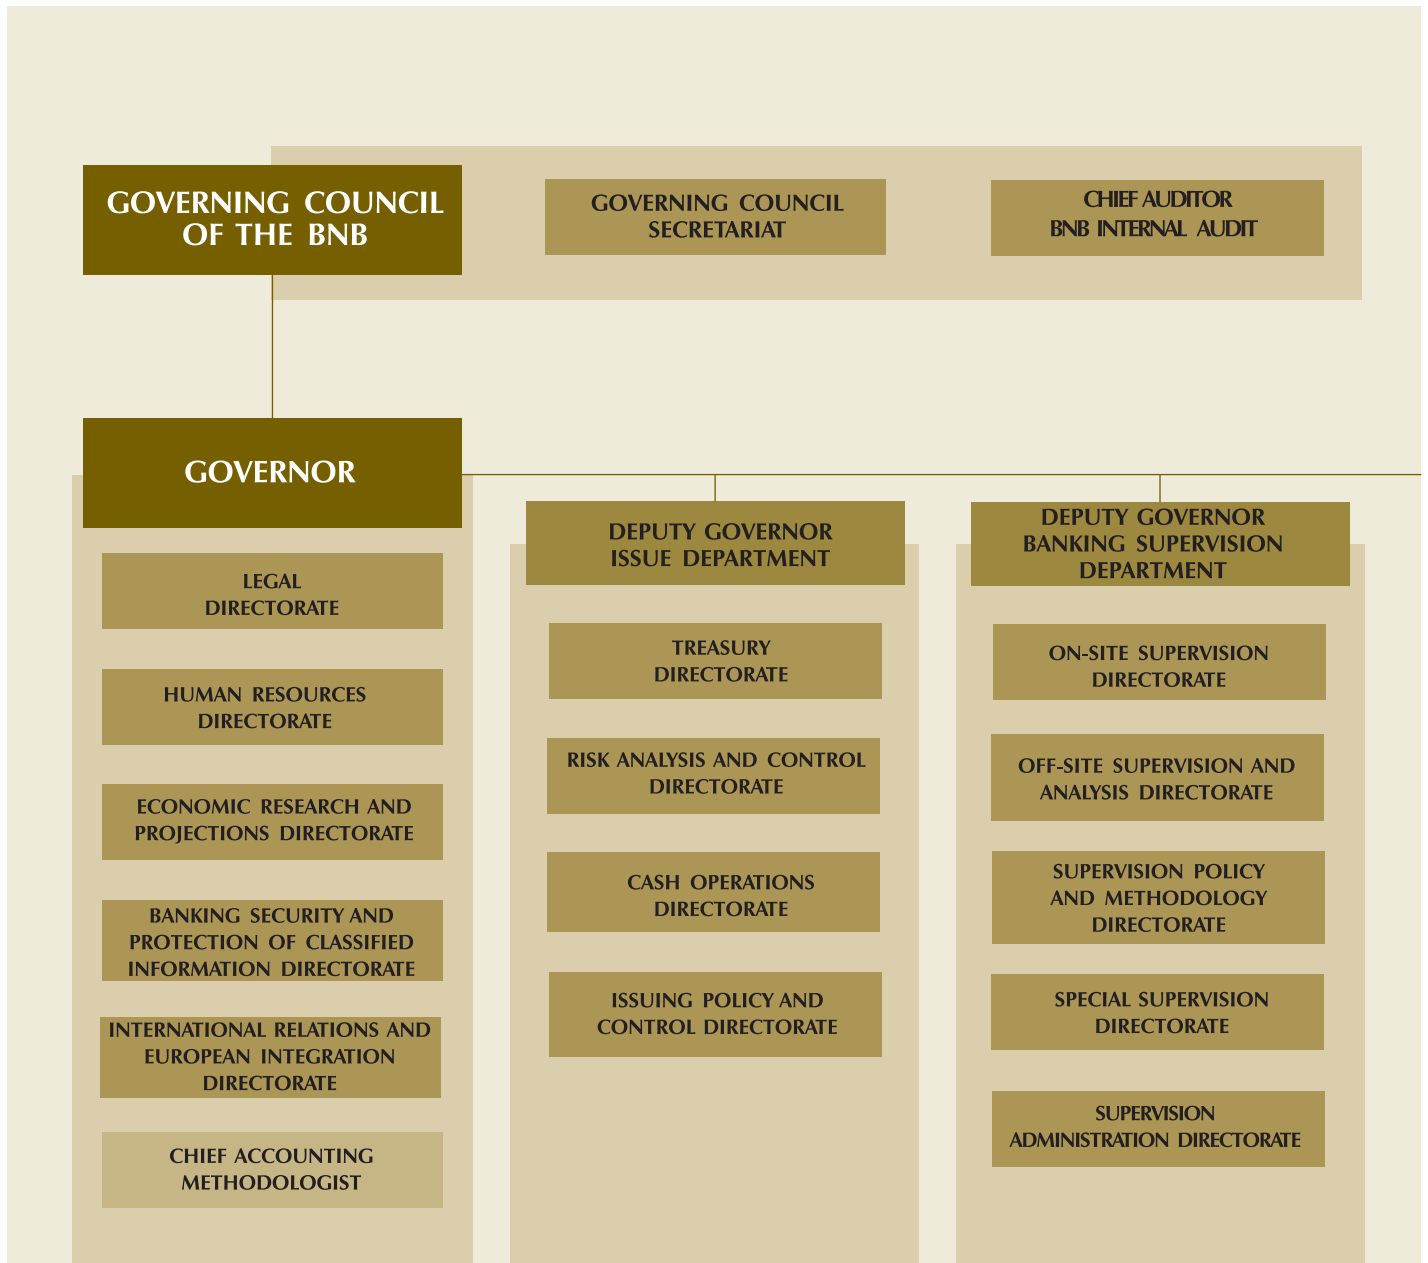 GOVERNING COUNCIL
OF THE BNB
GOVERNING COUNCIL
SECRETARIAT
CHIEF AUDITOR
BNB INTERNAL AUDIT
GOVERNOR
LEGAL
DIRECTORATE
HUMAN RESOURCES
DIRECTORATE
ECONOMIC RESEARCH AND
PROJECTIONS DIRECTORATE
BANKING SECURITY AND
PROTECTION OF CLASSIFIED
INFORMATION DIRECTORATE
INTERNATIONAL RELATIONS AND
EUROPEAN INTEGRATION
DIRECTORATE
CHIEF ACCOUNTING
METHODOLOGIST
DEPUTY GOVERNOR
ISSUE DEPARTMENT
TREASURY
DIRECTORATE
RISK ANALYSIS AND CONTROL
DIRECTORATE
CASH OPERATIONS
DIRECTORATE
ISSUING POLICY AND
CONTROL DIRECTORATE
DEPUTY GOVERNOR
BANKING SUPERVISION
DEPARTMENT
ON-SITE SUPERVISION
DIRECTORATE
OFF-SITE SUPERVISION AND
ANALYSIS DIRECTORATE
SUPERVISION POLICY
AND METHODOLOGY
DIRECTORATE
SPECIAL SUPERVISION
DIRECTORATE
SUPERVISION
ADMINISTRATION DIRECTORATE